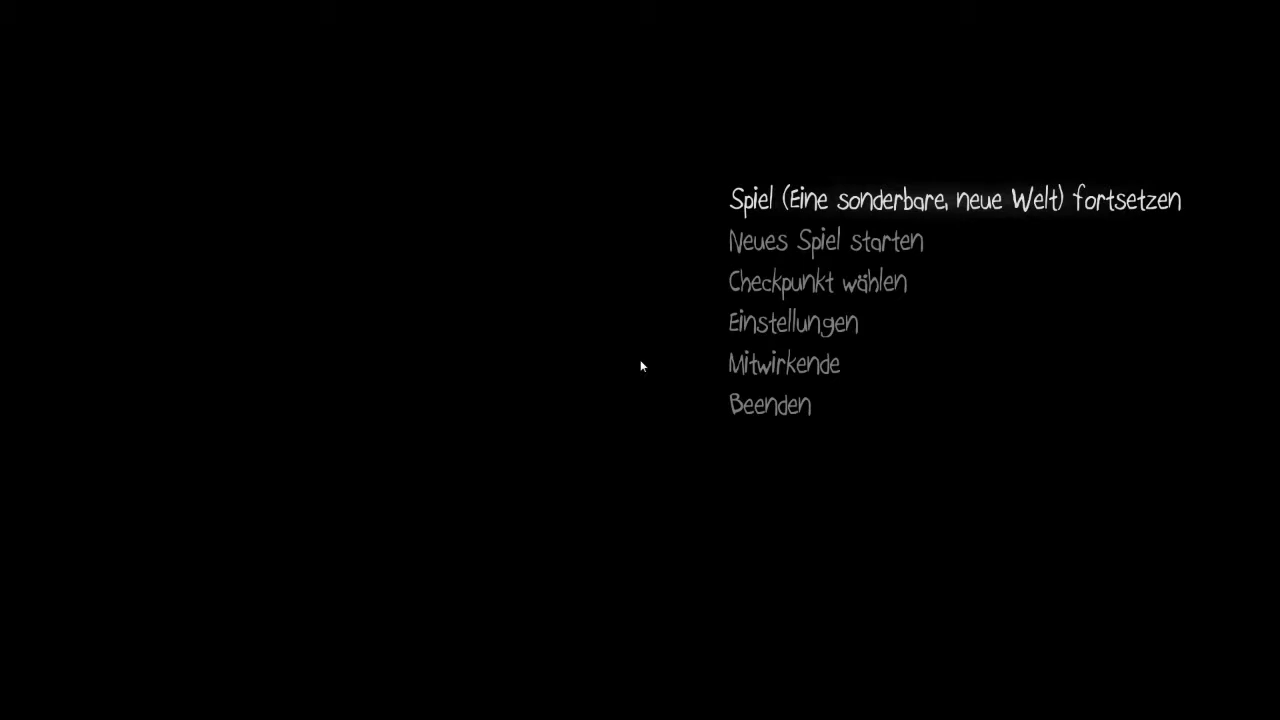 Spiel (Eine sonderbare, neue Welt) fortsetzen
Neues Spiel starten
Checkpunkt wählen
Einstellungen
Mitwirkende
Beenden